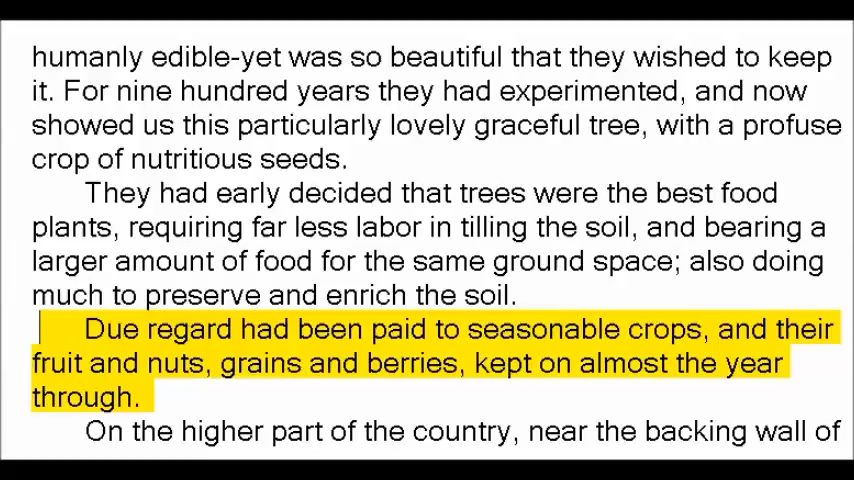 humanly edible-yet was so beautiful that they wished to keep
it. For nine hundred years they had experimented, and now
showed us this particularly lovely graceful tree, with a profuse
crop of nutritious seeds.
They had early decided that trees were the best food
plants, requiring far less labor in tilling the soil, and bearing a
larger amount of food for the same ground space; also doing
much to preserve and enrich the soil.
Due regard had been paid to seasonable crops, and their
fruit and nuts, grains and berries, kept on almost the year
through.
On the higher part of the country, near the backing wall of